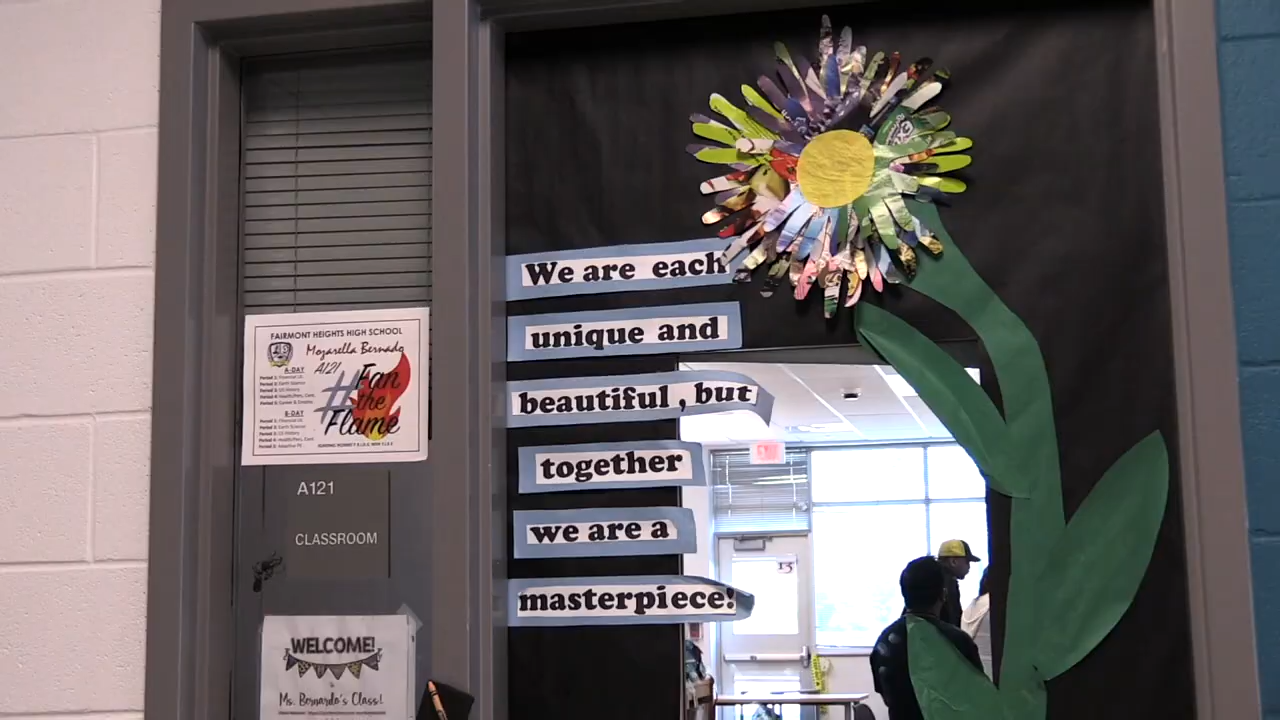 We are each
unique and
beautiful, but
together
we are a
masterpiece!
FAIRMONT HEIGHTS HIGH SCHOOL
Mozarella Bernado
A121
A-DAY
B-DAY
#Fan
the
Flame
A121
CLASSROOM
WELCOME!
Ms. Bernardo's Class!
13